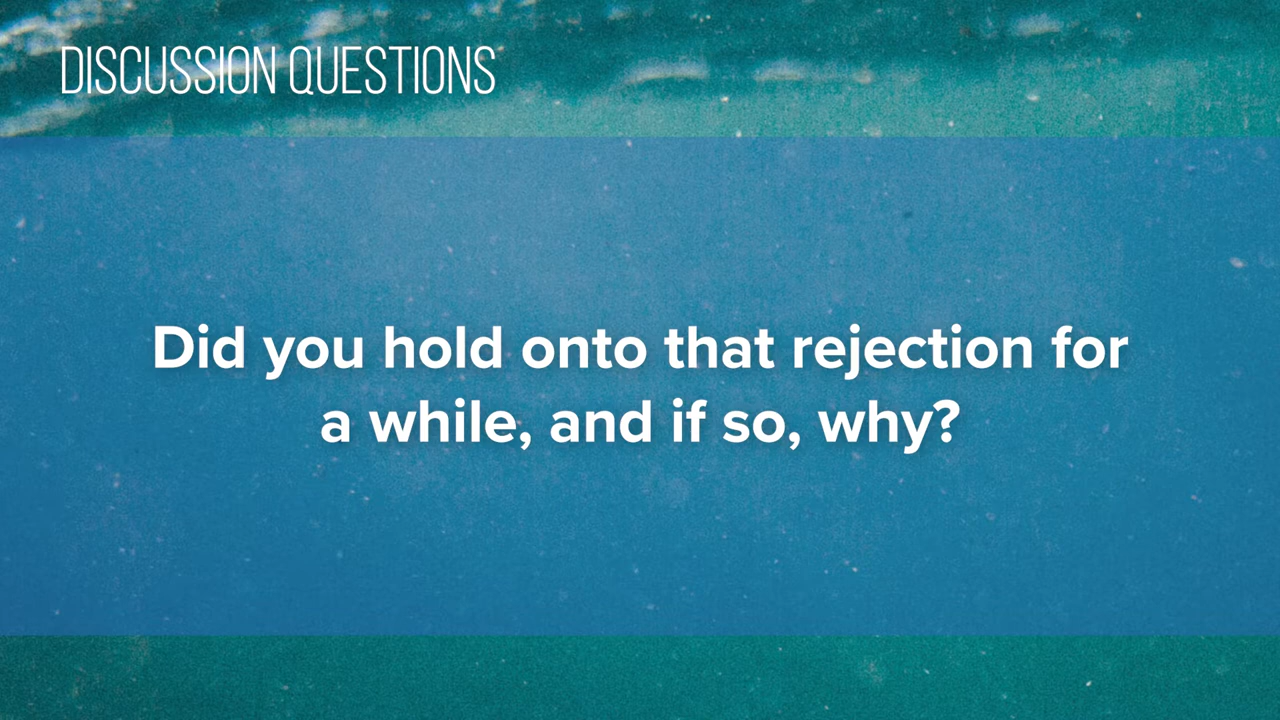 DISCUSSION QUESTIONS
Did you hold onto that rejection for
a while, and if so, why?